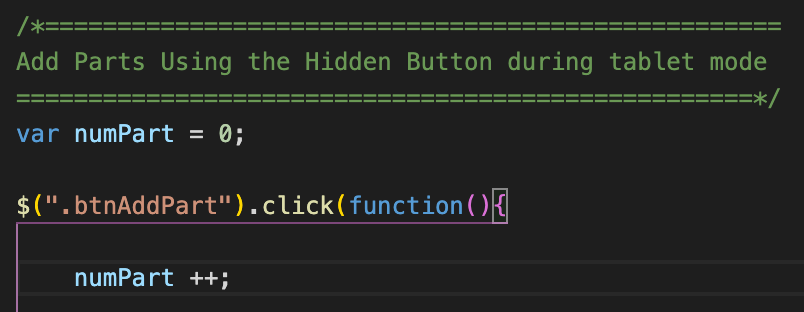 /*===================================================
Add Parts Using the Hidden Button during tablet mode
===================================================*/
var numPart = 0;
$(".btnAddPart").click(function(){
numPart ++;